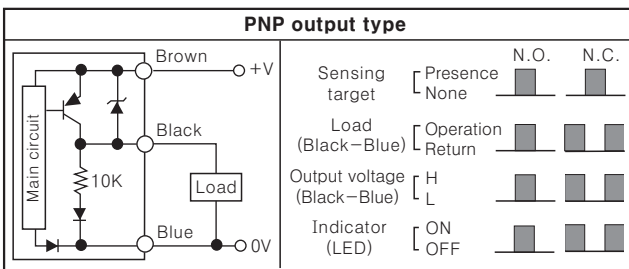 PNP output type
Main circuit
Brown
+V
Black
10K
Load
Blue
0V
N.O. N.C.
Sensing target
Presence
None
Load
(Black−Blue)
Operation
Return
Output voltage
(Black−Blue)
H
L
Indicator
(LED)
ON
OFF